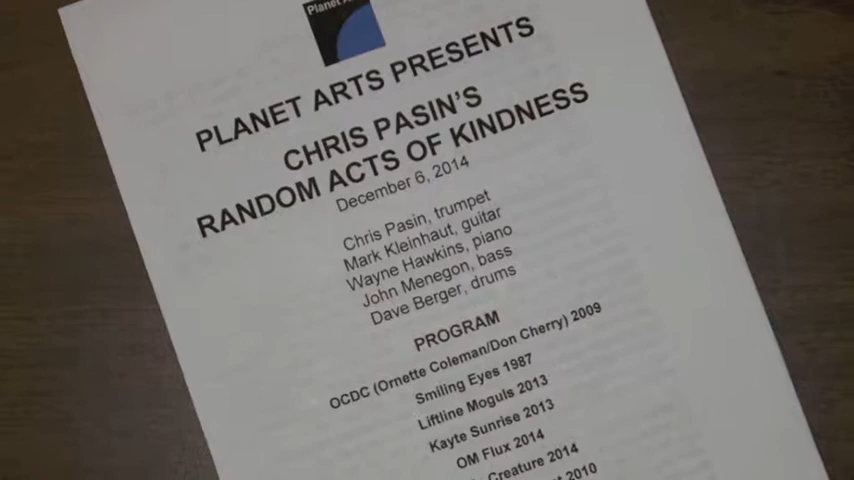 Planet
PLANET ARTS PRESENTS
CHRIS PASIN'S
RANDOM ACTS OF KINDNESS
December 6, 2014
Chris Pasin, trumpet
Mark Kleinhaut, guitar
Wayne Hawkins, piano
John Menegon, bass
Dave Berger, drums
PROGRAM
OCDC (Ornette Coleman/Don Cherry) 2009
Smiling Eyes 1987
Liftline Moguls 2013
Kayte Sunrise 2013
OM Flux 2014
Creature 2014
2010